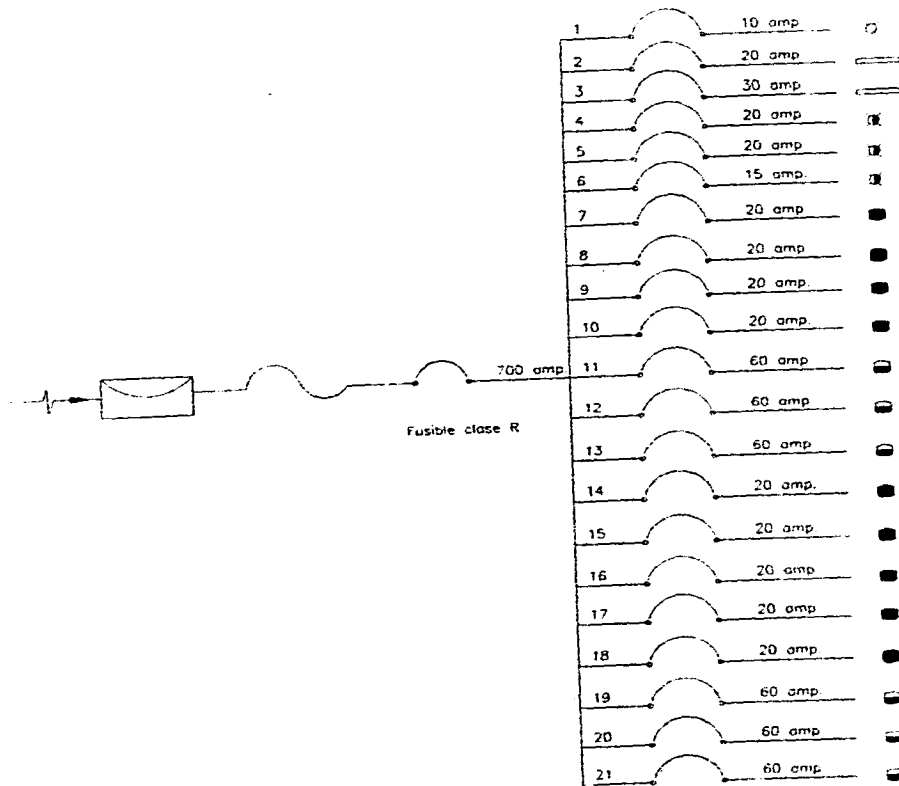 1 10 amp
2 20 amp
3 30 amp
4 20 amp
5 20 amp
6 15 amp.
7 20 amp
8 20 amp
9 20 amp.
10 20 amp.
700 amp. 11 60 amp
12 60 amp
Fusible clase R
13 60 amp
14 20 amp.
15 20 amp
16 20 amp
17 20 amp
18 20 amp
19 60 amp.
20 60 amp
21 60 amp